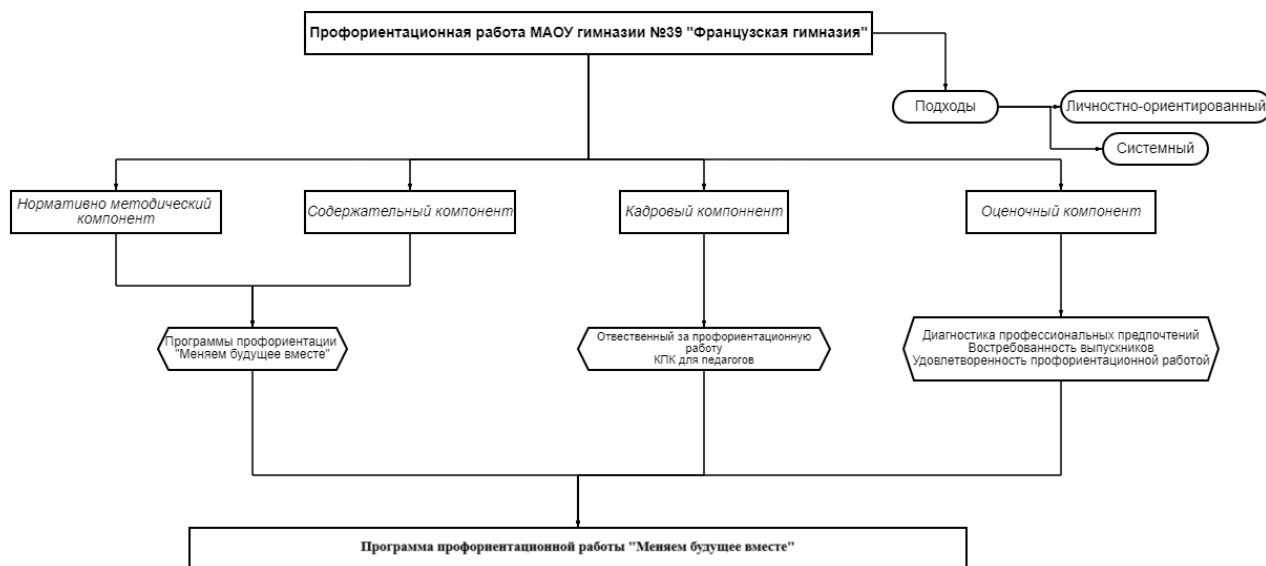 Профориентационная работа МАОУ гимназии №39 "Французская гимназия"
Подходы
Личностно-ориентированный
Системный
Нормативно методический
компонент
Содержательный компонент
Кадровый компоннент
Оценочный компонент
Программы профориентации
"Меняем будущее вместе"
Отвественный за профориентационную
работу
КПК для педагогов
Диагностика профессиональных предпочтений
Востребованность выпускников
Удовлетворенность профориентационной работой
Программа профориентационной работы "Меняем будущее вместе"